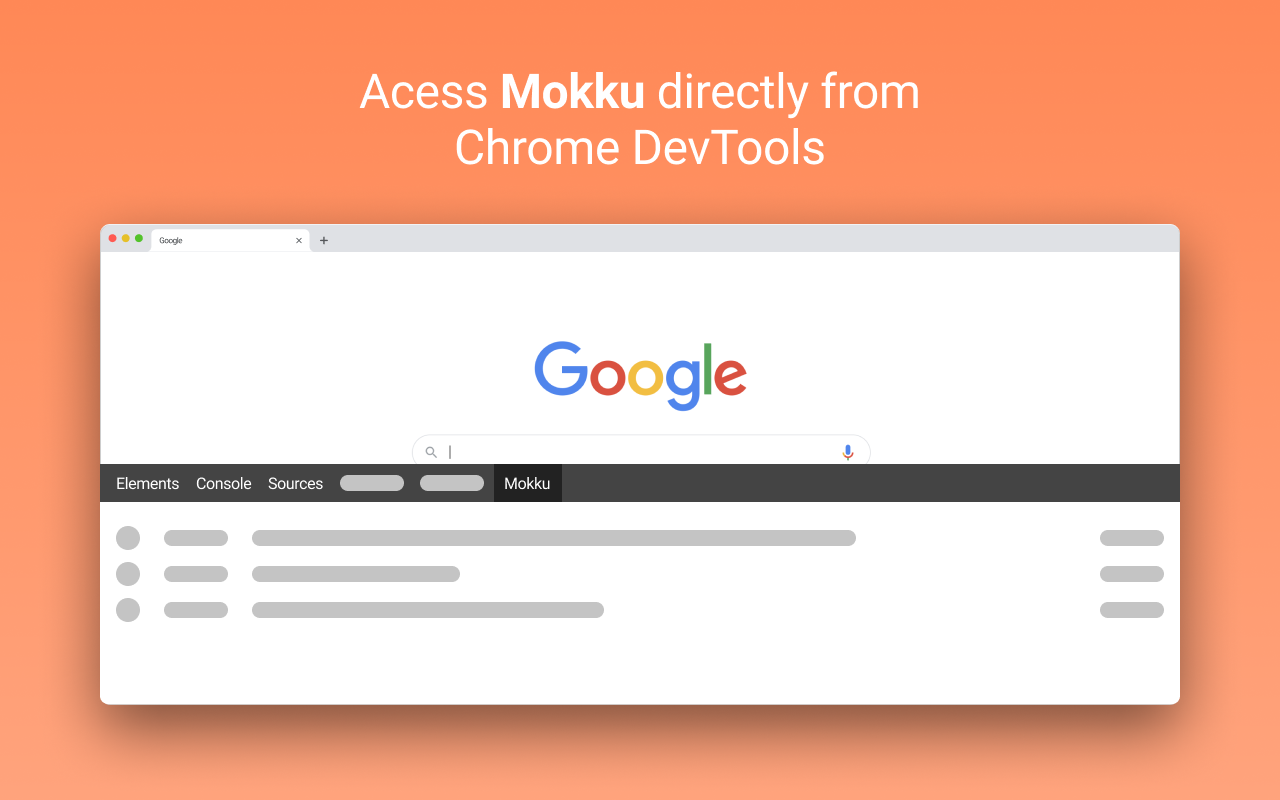 Acess Mokku directly from
Chrome DevTools
Google
Google
Elements Console Sources Mokku